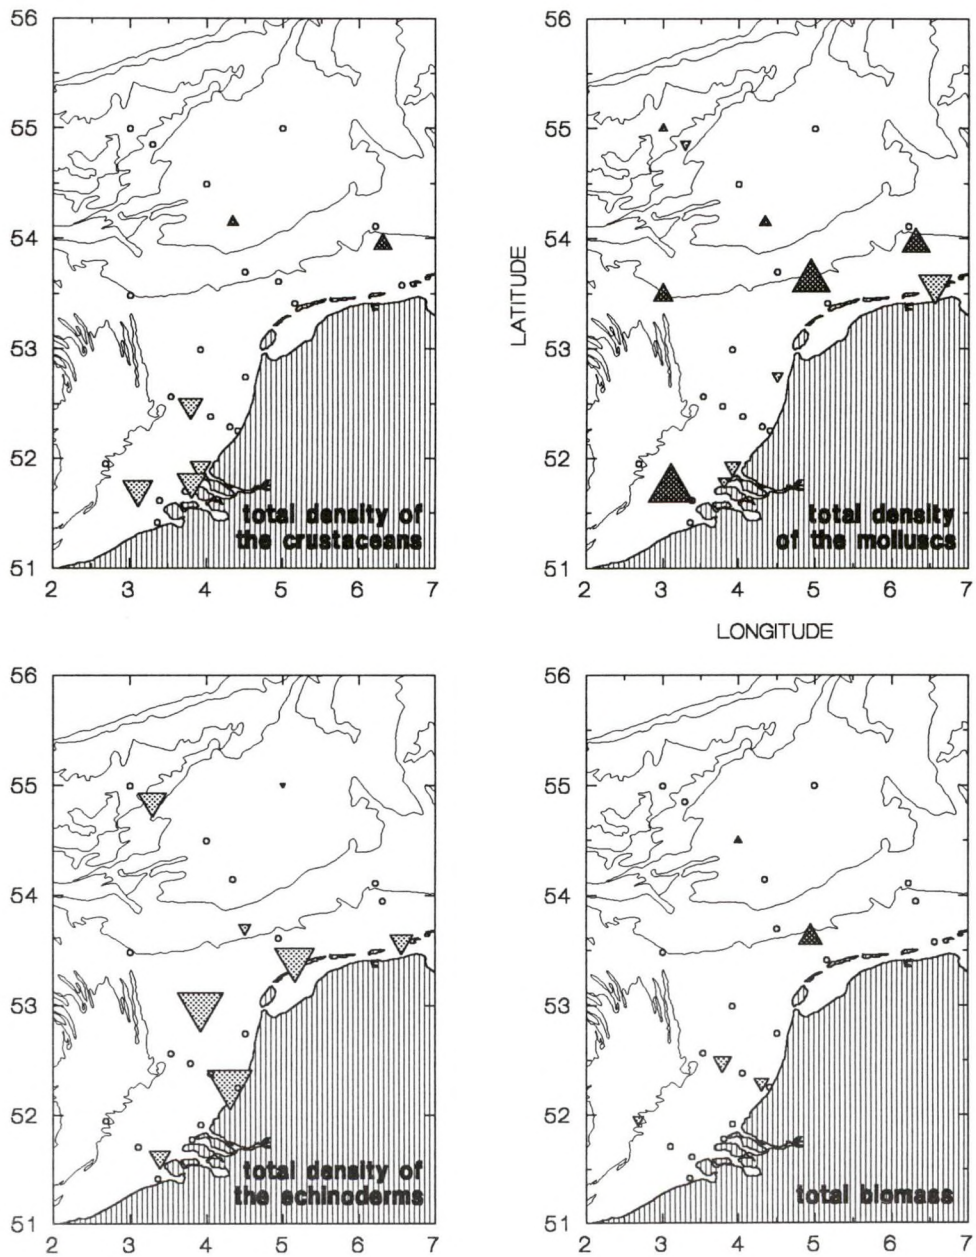 56
55
54
53
52
51
2 3 4 5 6 7
total density of
the crustaceans
LATITUDE
56
55
54
53
52
51
2 3 4 5 6 7
total density
of the molluscs
LONGITUDE
56
55
54
53
52
51
2 3 4 5 6 7
total density of
the echinoderms
56
55
54
53
52
51
2 3 4 5 6 7
total biomass